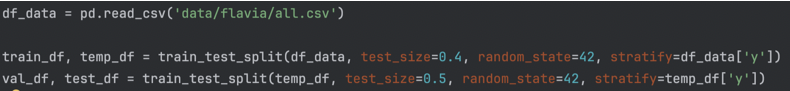 df_data = pd.read_csv('data/flavia/all.csv')
train_df, temp_df = train_test_split(df_data, test_size=0.4, random_state=42, stratify=df_data['y'])
val_df, test_df = train_test_split(temp_df, test_size=0.5, random_state=42, stratify=temp_df['y'])